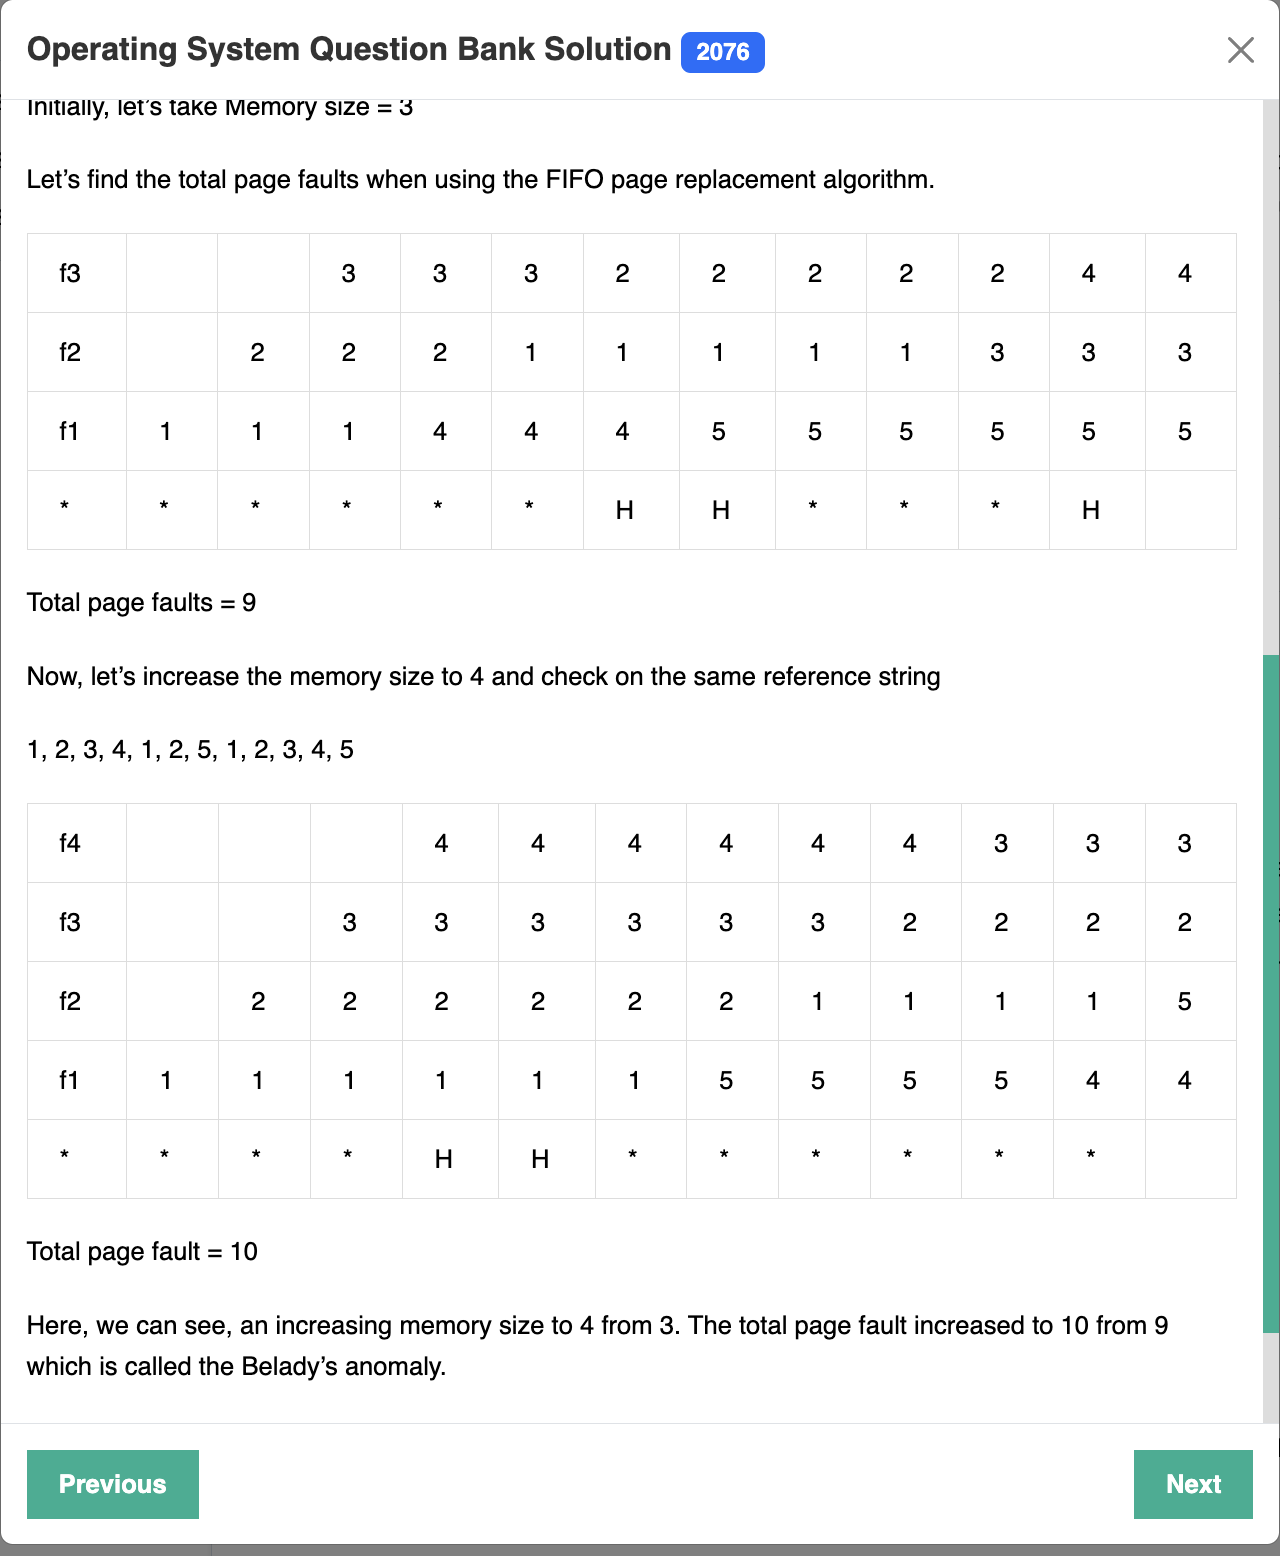 Operating System Question Bank Solution 2076
Initially, let's take Memory size = 3
Let’s find the total page faults when using the FIFO page replacement algorithm.
f3 3 3 3 2 2 2 2 2 4 4
f2 2 2 2 1 1 1 1 1 3 3 3
f1 1 1 1 4 4 4 5 5 5 5 5 5
* * * * * * H H * * * H
Total page faults = 9
Now, let’s increase the memory size to 4 and check on the same reference string
1, 2, 3, 4, 1, 2, 5, 1, 2, 3, 4, 5
f4 4 4 4 4 4 4 3 3 3
f3 3 3 3 3 3 3 2 2 2 2
f2 2 2 2 2 2 2 1 1 1 1 5
f1 1 1 1 1 1 1 5 5 5 5 4 4
* * * * H H * * * * * *
Total page fault = 10
Here, we can see, an increasing memory size to 4 from 3. The total page fault increased to 10 from 9
which is called the Belady’s anomaly.
Previous
Next